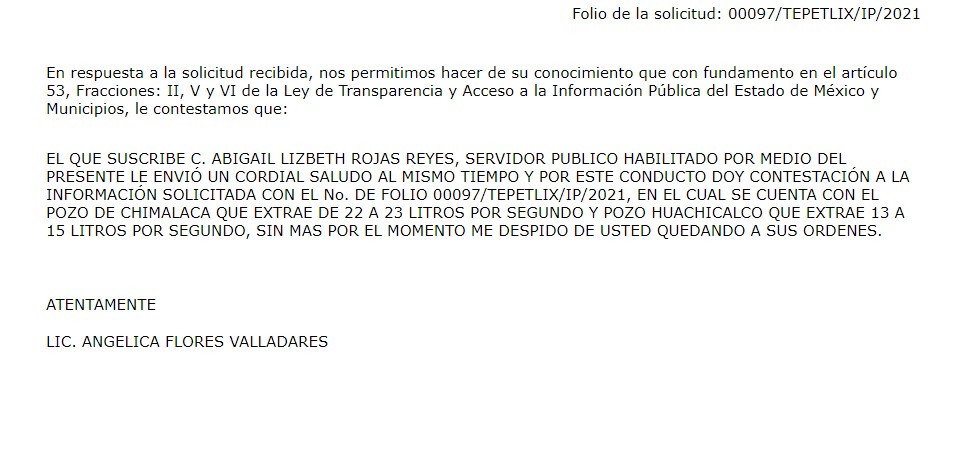 Folio de la solicitud: 00097/TEPETLIX/IP/2021
En respuesta a la solicitud recibida, nos permitimos hacer de su conocimiento que con fundamento en el artículo
53, Fracciones: II, V y VI de la Ley de Transparencia y Acceso a la Información Pública del Estado de México y
Municipios, le contestamos que:
EL QUE SUSCRIBE C. ABIGAIL LIZBETH ROJAS REYES, SERVIDOR PUBLICO HABILITADO POR MEDIO DEL
PRESENTE LE ENVIÓ UN CORDIAL SALUDO AL MISMO TIEMPO Y POR ESTE CONDUCTO DOY CONTESTACIÓN A LA
INFORMACIÓN SOLICITADA CON EL No. DE FOLIO 00097/TEPETLIX/IP/2021, EN EL CUAL SE CUENTA CON EL
POZO DE CHIMALACA QUE EXTRAE DE 22 A 23 LITROS POR SEGUNDO Y POZO HUACHICALCO QUE EXTRAE 13 A
15 LITROS POR SEGUNDO, SIN MAS POR EL MOMENTO ME DESPIDO DE USTED QUEDANDO A SUS ORDENES.
ATENTAMENTE
LIC. ANGELICA FLORES VALLADARES